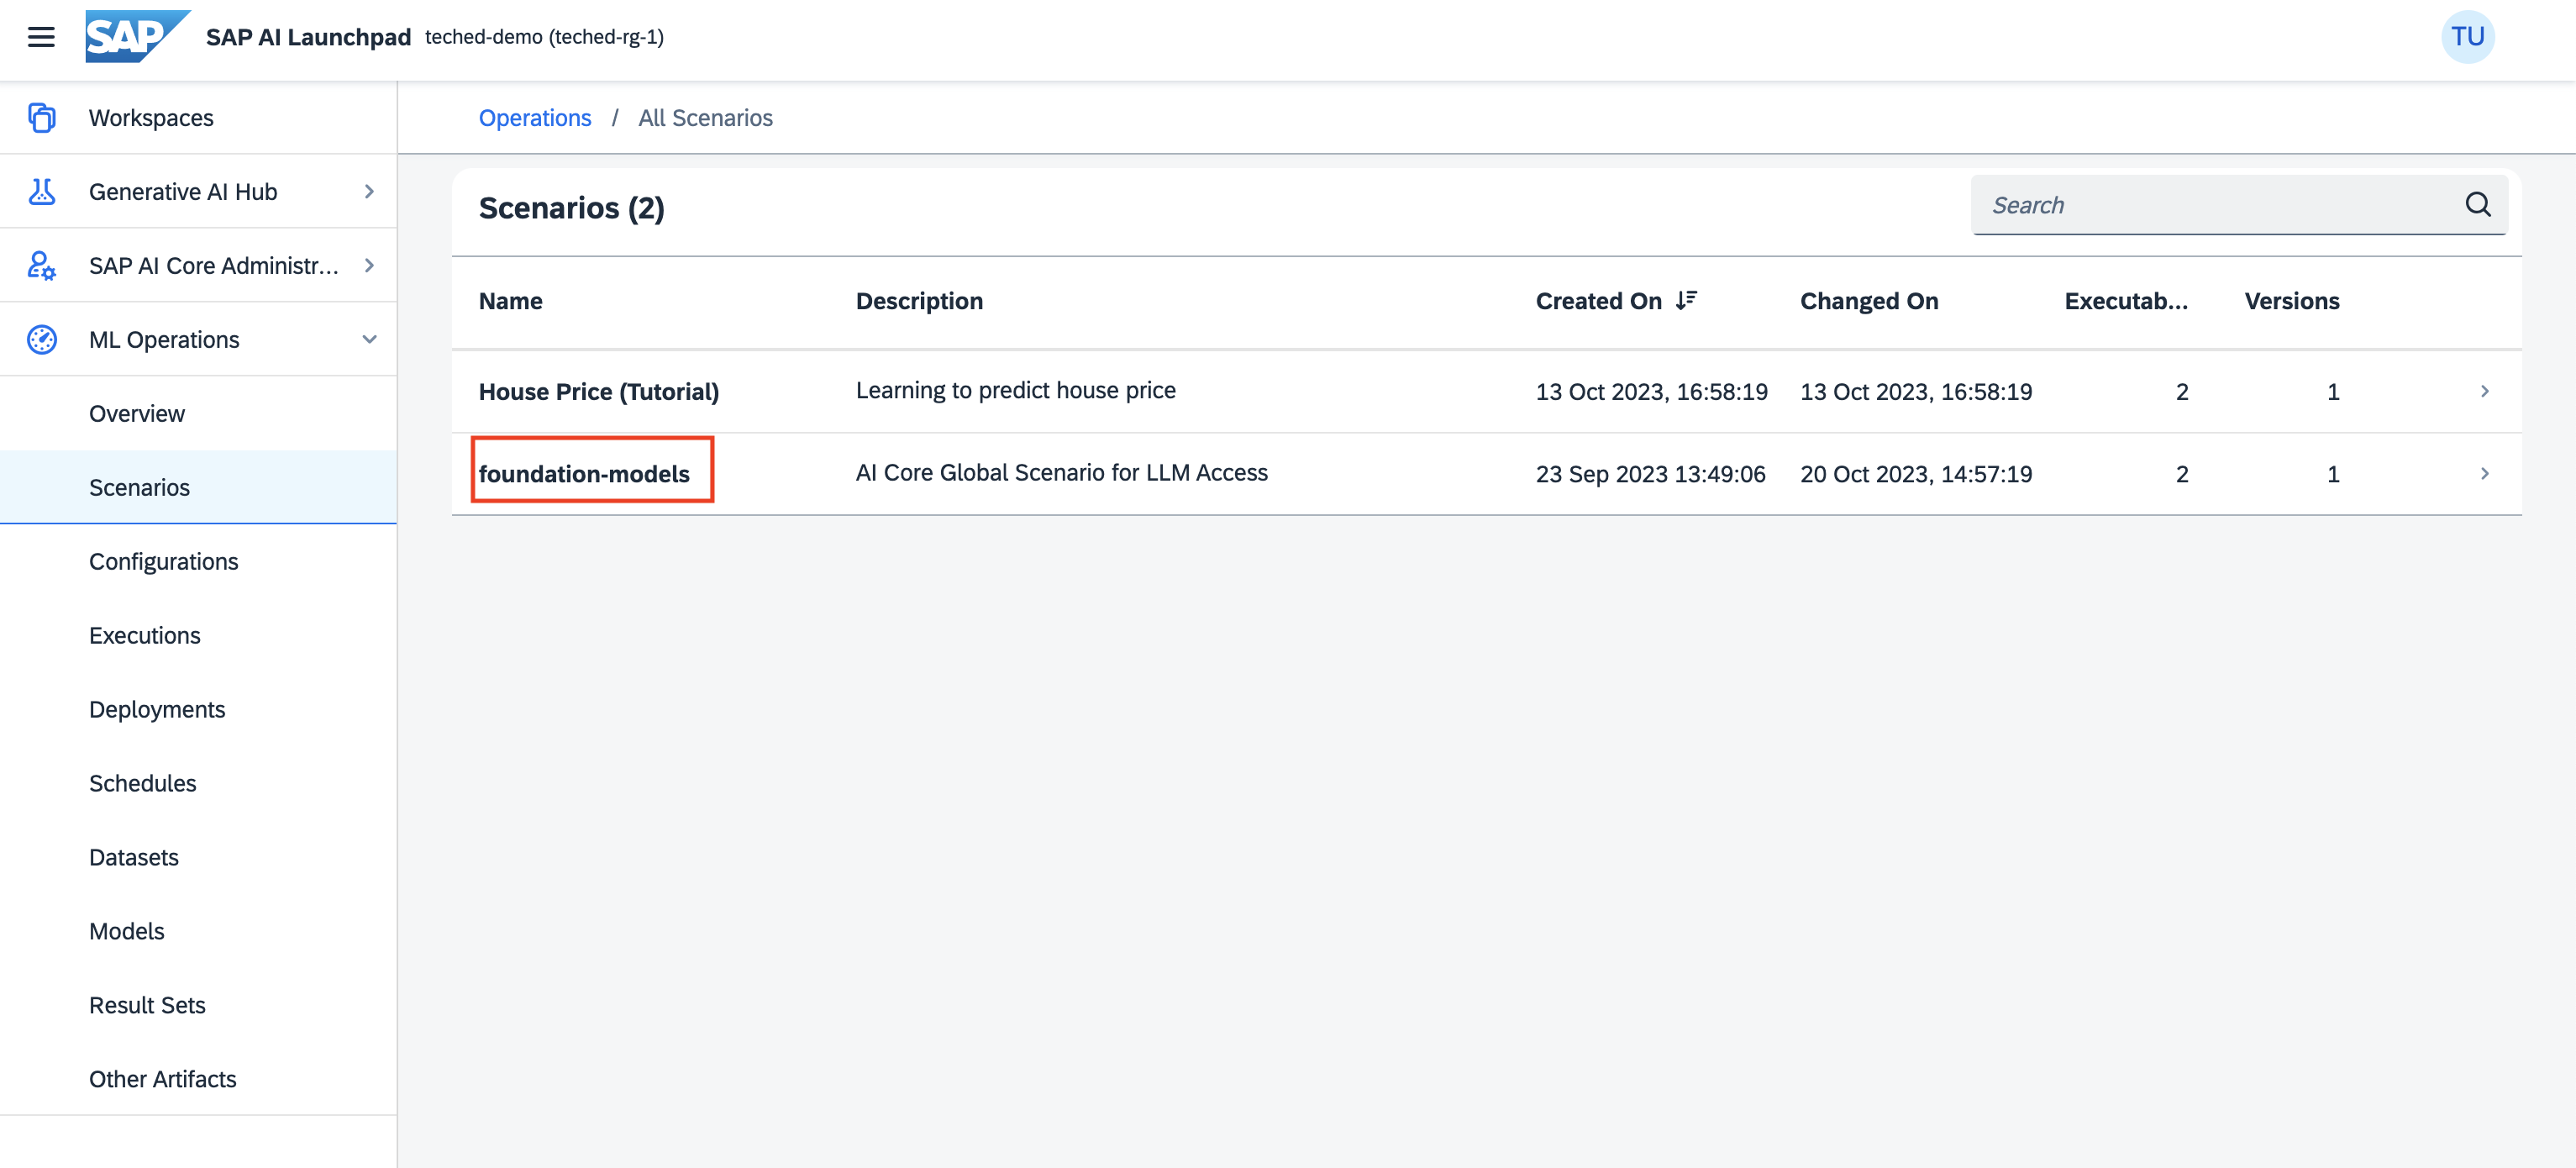 SAP SAP AI Launchpad teched-demo (teched-rg-1) TU
Workspaces
Generative AI Hub
SAP AI Core Administr...
ML Operations
Overview
Scenarios
Configurations
Executions
Deployments
Schedules
Datasets
Models
Result Sets
Other Artifacts
Operations / All Scenarios
Scenarios (2)
Search
Name Description Created On Changed On Executab... Versions
House Price (Tutorial) Learning to predict house price 13 Oct 2023, 16:58:19 13 Oct 2023, 16:58:19 2 1
foundation-models AI Core Global Scenario for LLM Access 23 Sep 2023 13:49:06 20 Oct 2023, 14:57:19 2 1